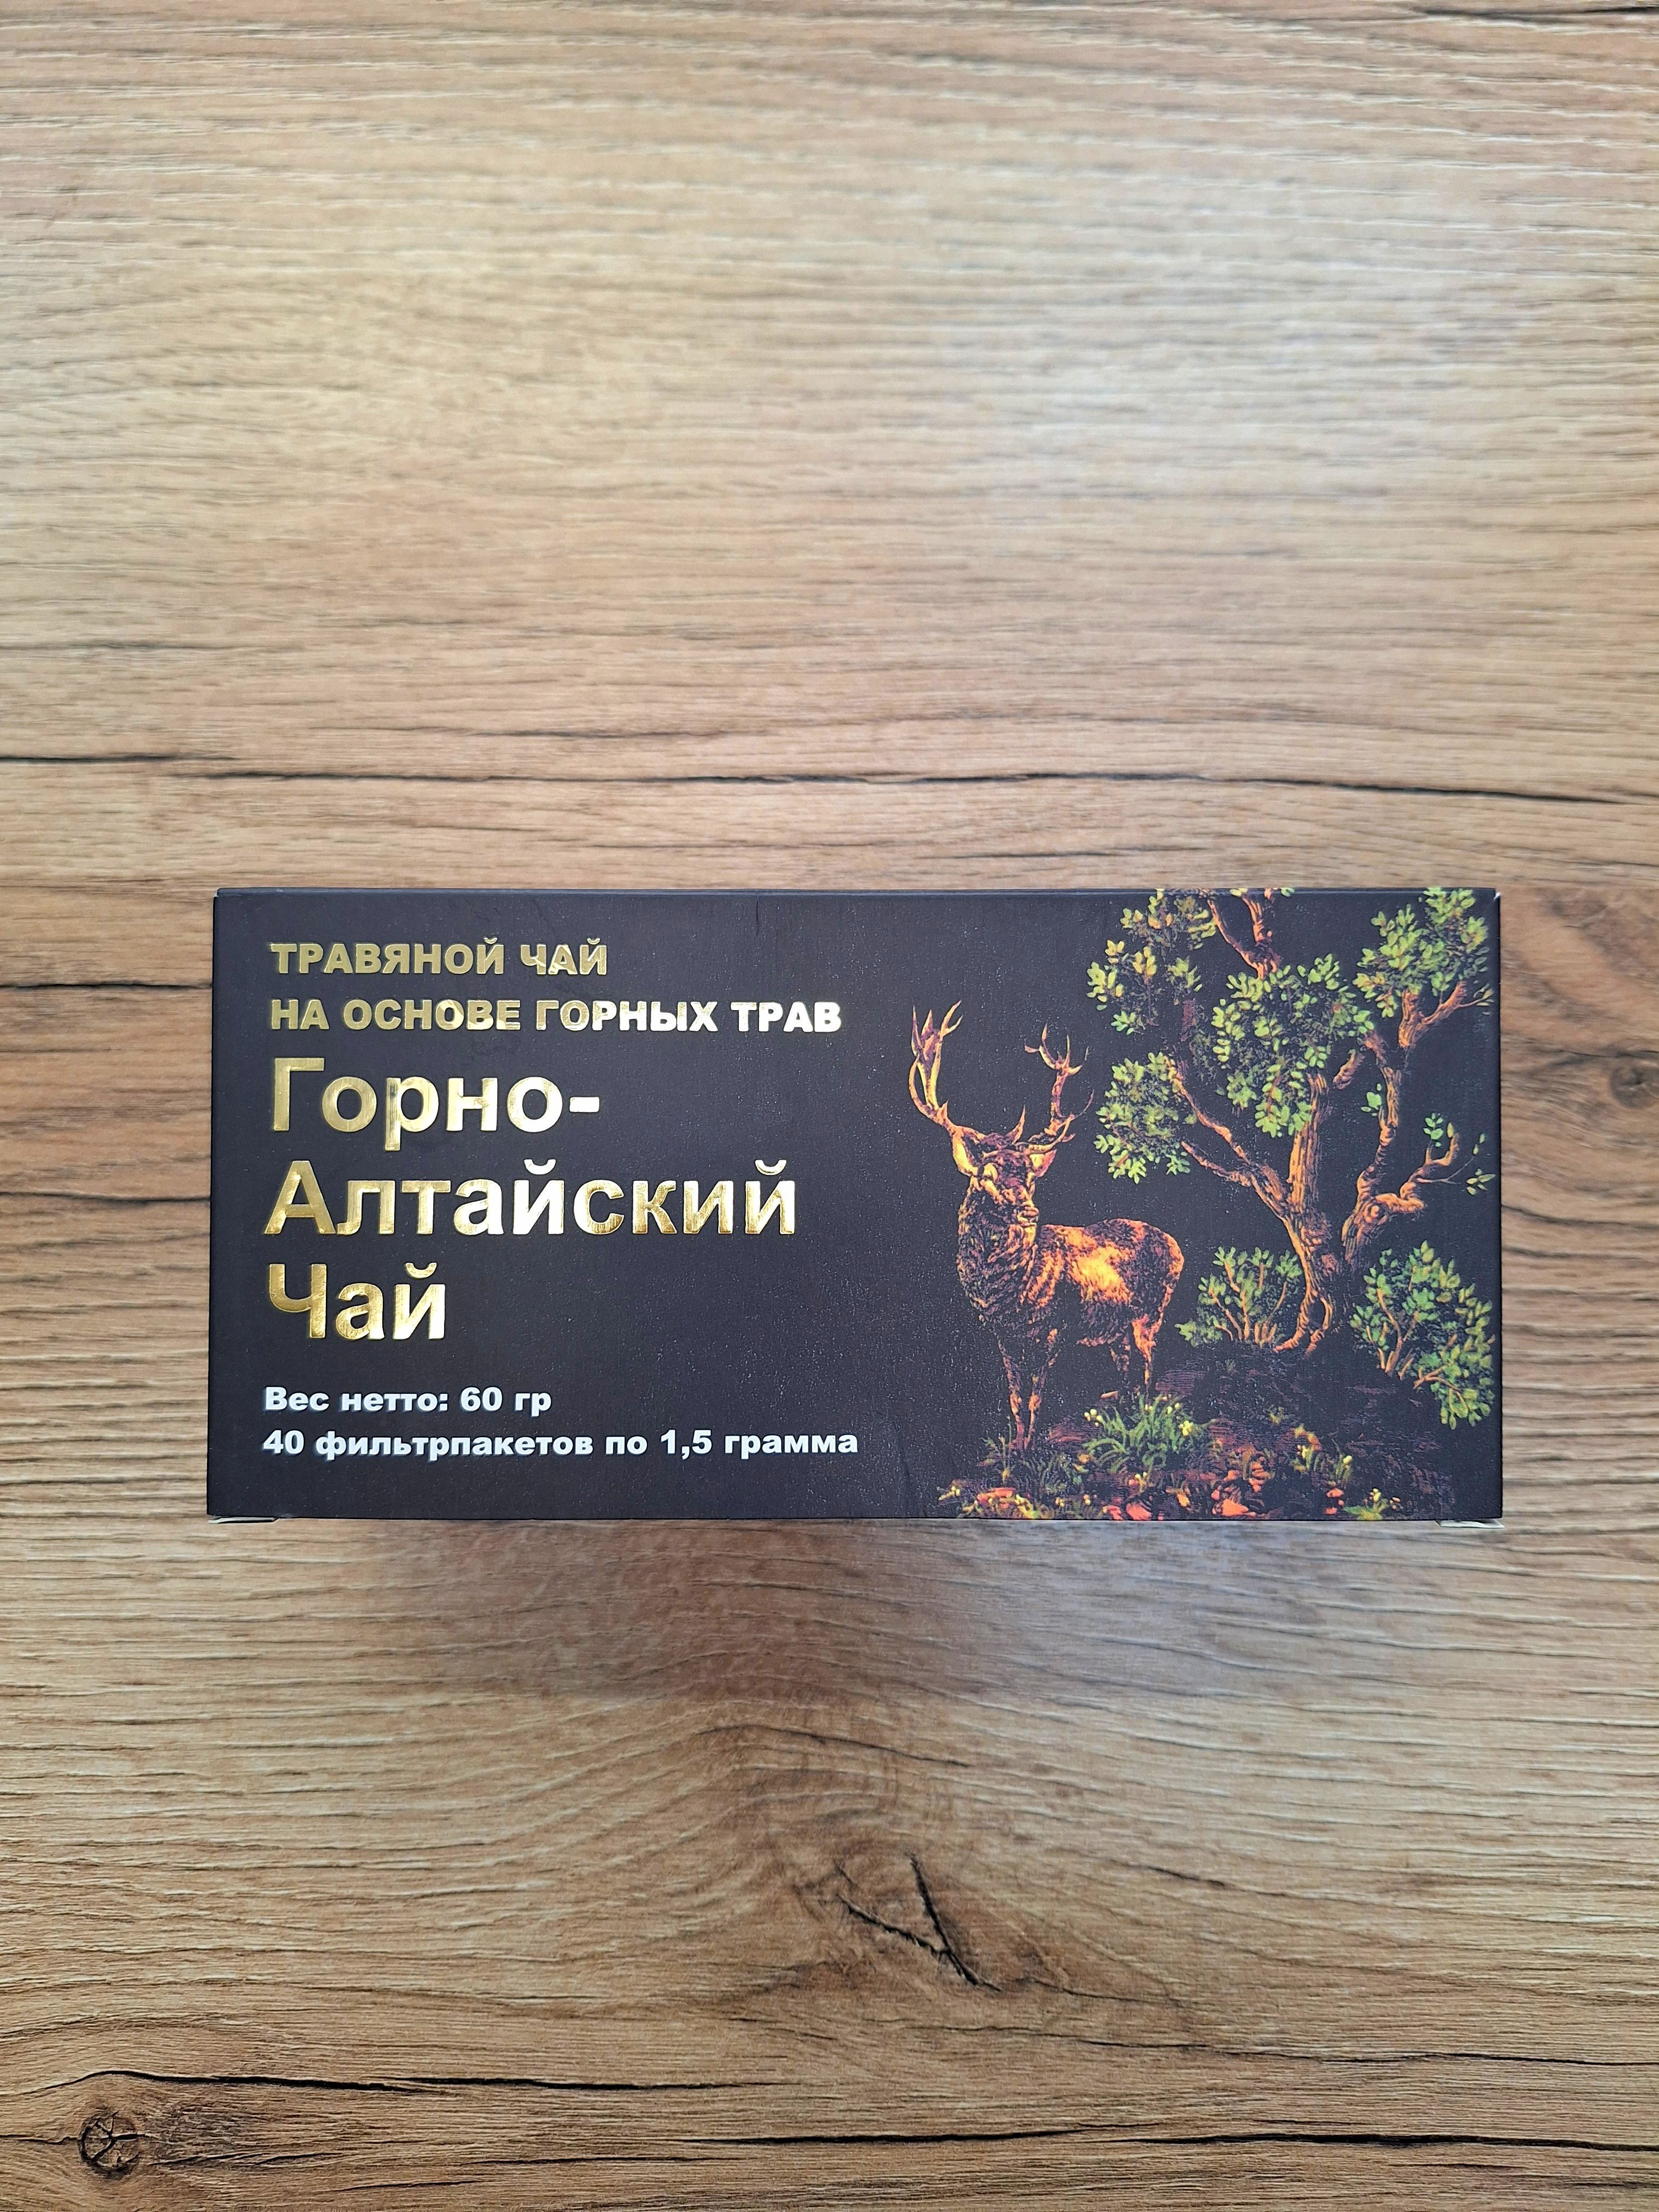 ТРАВЯНОЙ ЧАЙ
НА ОСНОВЕ ГОРНЫХ ТРАВ
Горно-
Алтайский
Чай
Вес нетто: 60 гр
40 фильтрпакетов по 1,5 грамма